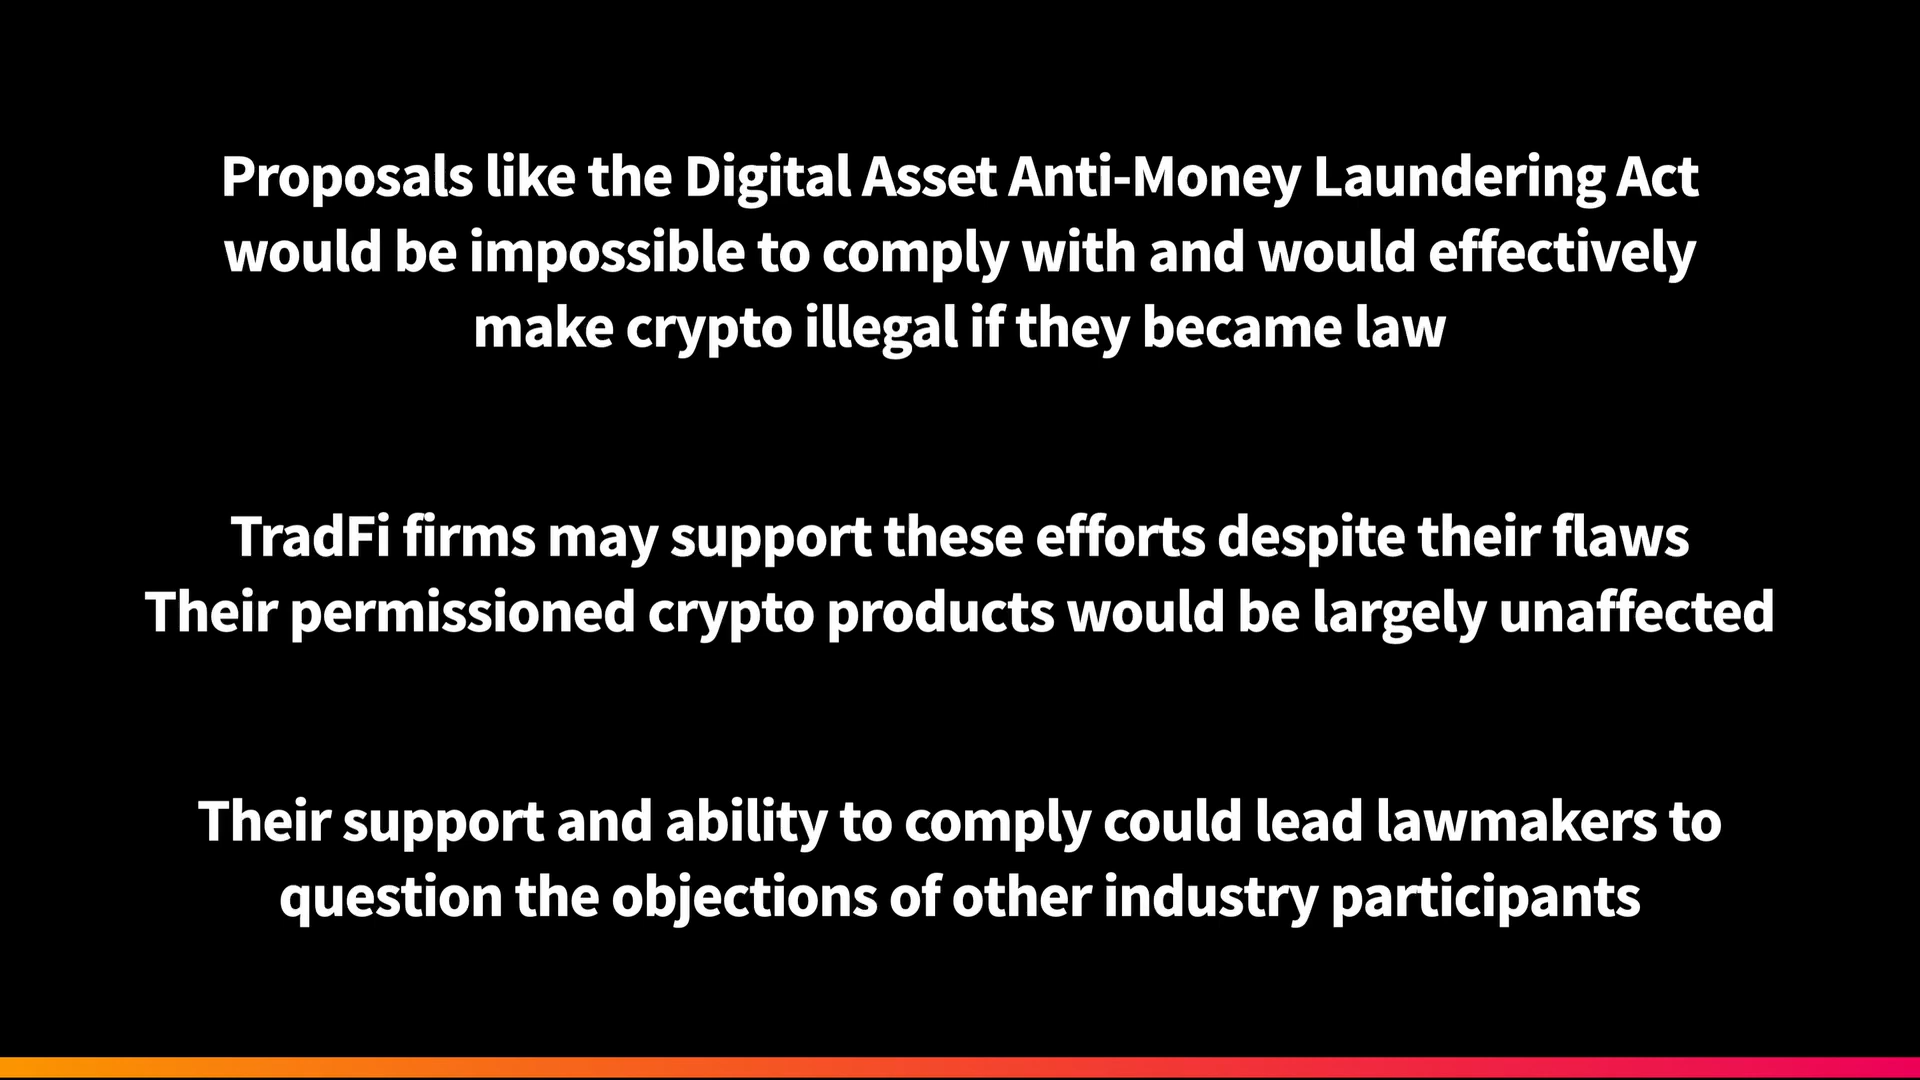 Proposals like the Digital Asset Anti-Money Laundering Act
would be impossible to comply with and would effectively
make crypto illegal if they became law
TradFi firms may support these efforts despite their flaws
Their permissioned crypto products would be largely unaffected
Their support and ability to comply could lead lawmakers to
question the objections of other industry participants